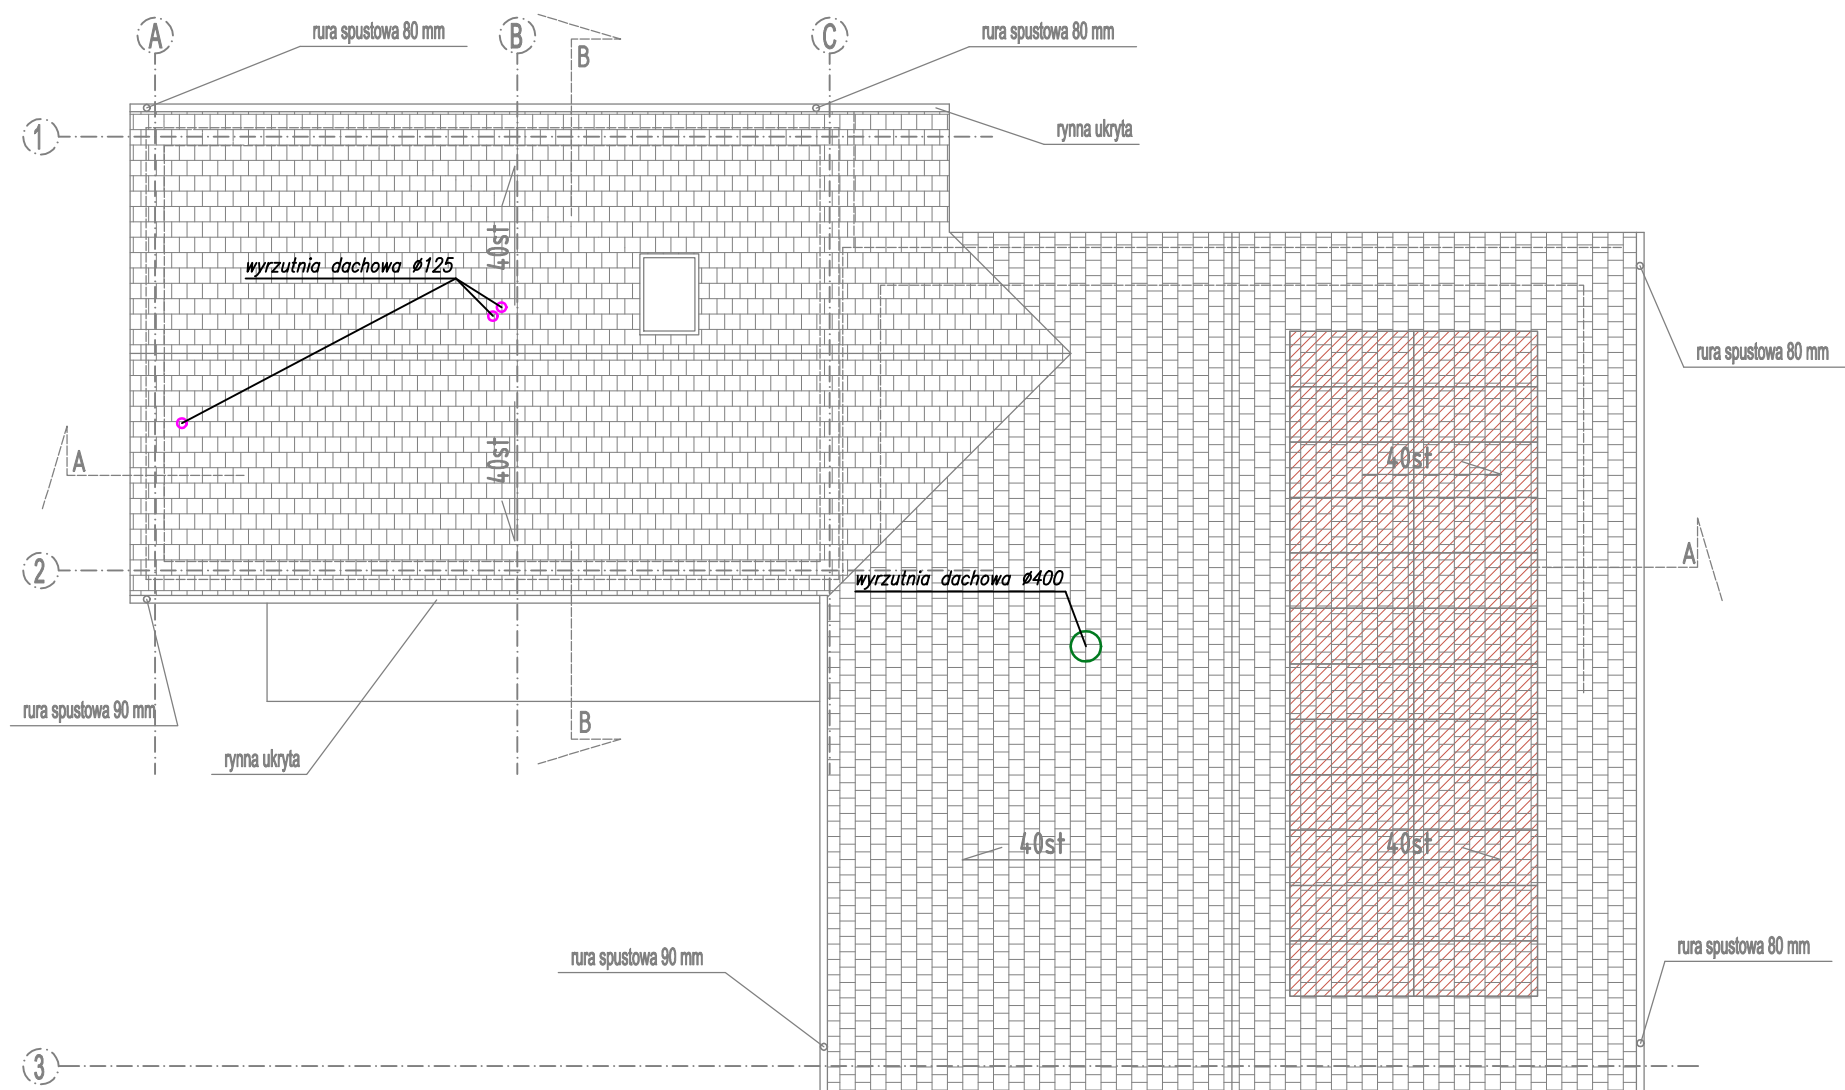 A
rura spustowa 80 mm
B
B
C
rura spustowa 80 mm
1
rynna ukryta
40st
wyrzutnia dachowa ø125
rura spustowa 80 mm
A
40st
40st
A
2
wyrzutnia dachowa ø400
rura spustowa 90 mm
B
rynna ukryta
40st
40st
rura spustowa 90 mm
rura spustowa 80 mm
3